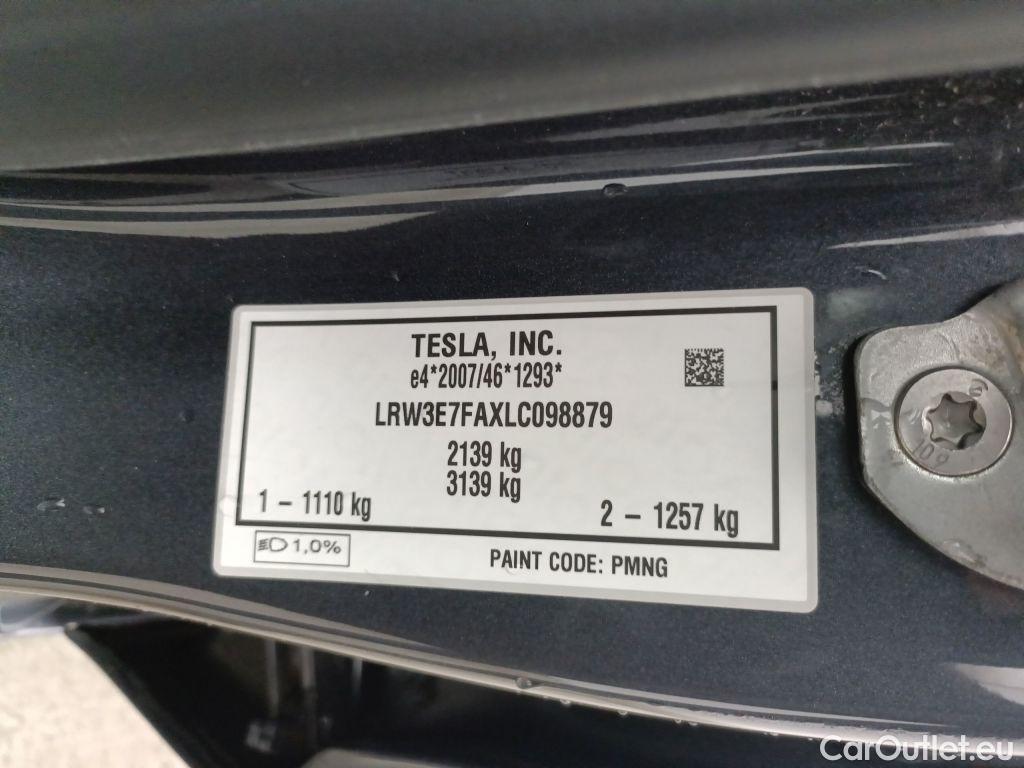 TESLA, INC.
e4*2007/46*1293*
LRW3E7FAXLC098879
2139 kg
3139 kg
1 – 1110 kg
2 – 1257 kg
1,0%
PAINT CODE: PMNG
109
CarOutlet.eu